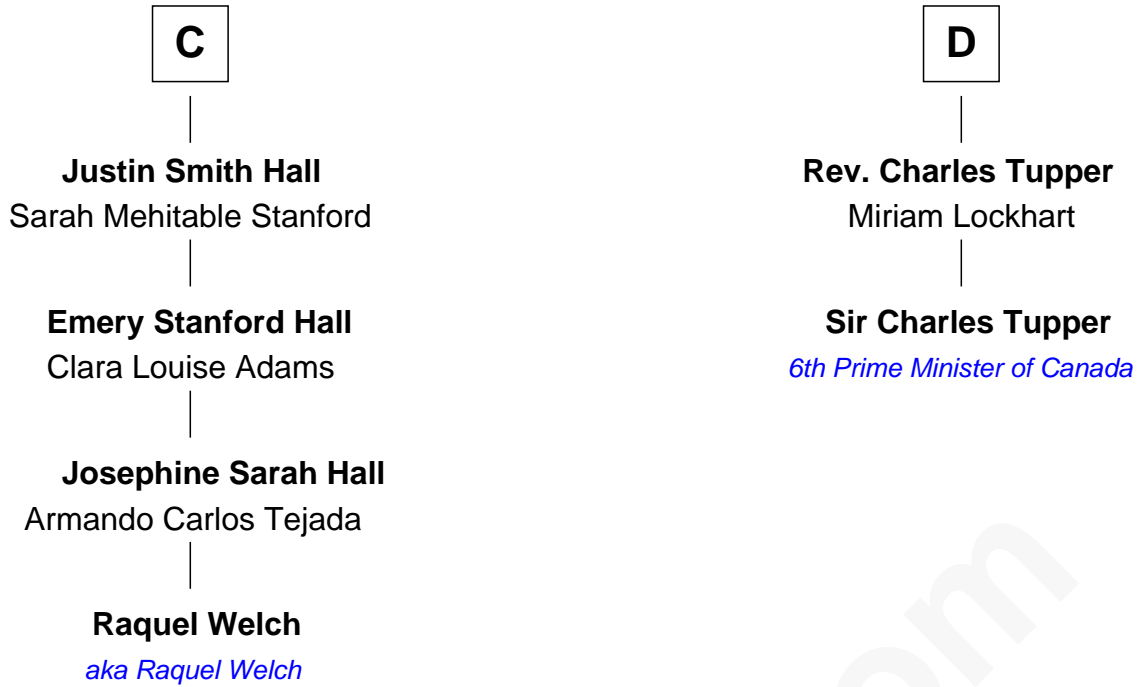 C
Justin Smith Hall
Sarah Mehitable Stanford
Emery Stanford Hall
Clara Louise Adams
Josephine Sarah Hall
Armando Carlos Tejada
Raquel Welch
aka Raquel Welch
D
Rev. Charles Tupper
Miriam Lockhart
Sir Charles Tupper
6th Prime Minister of Canada